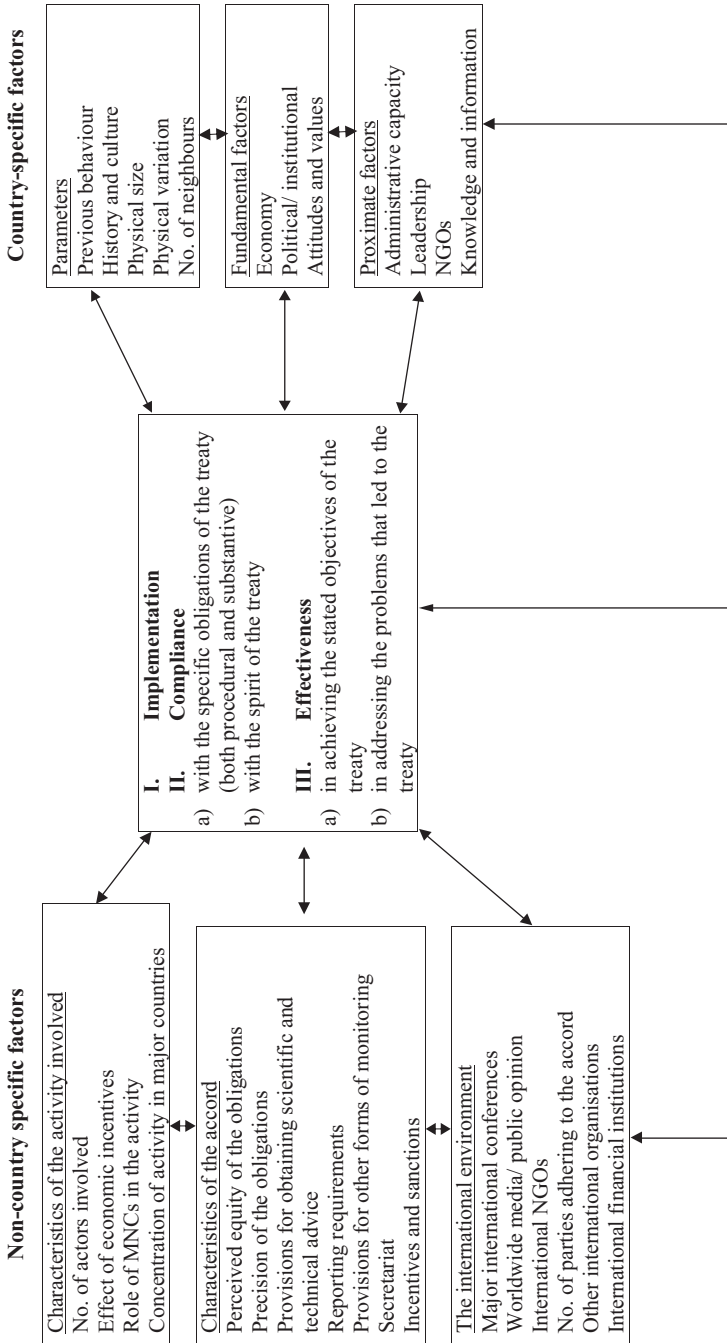 Non-country specific factors
Characteristics of the activity involved
No. of actors involved
Effect of economic incentives
Role of MNCs in the activity
Concentration of activity in major countries
Characteristics of the accord
Perceived equity of the obligations
Precision of the obligations
Provisions for obtaining scientific and
technical advice
Reporting requirements
Provisions for other forms of monitoring
Secretariat
Incentives and sanctions
The international environment
Major international conferences
Worldwide media/ public opinion
International NGOs
No. of parties adhering to the accord
Other international organisations
International financial institutions
I. Implementation
II. Compliance
a) with the specific obligations of the treaty
(both procedural and substantive)
b) with the spirit of the treaty
III. Effectiveness
a) in achieving the stated objectives of the
treaty
b) in addressing the problems that led to the
treaty
Country-specific factors
Parameters
Previous behaviour
History and culture
Physical size
Physical variation
No. of neighbours
Fundamental factors
Economy
Political/ institutional
Attitudes and values
Proximate factors
Administrative capacity
Leadership
NGOs
Knowledge and information